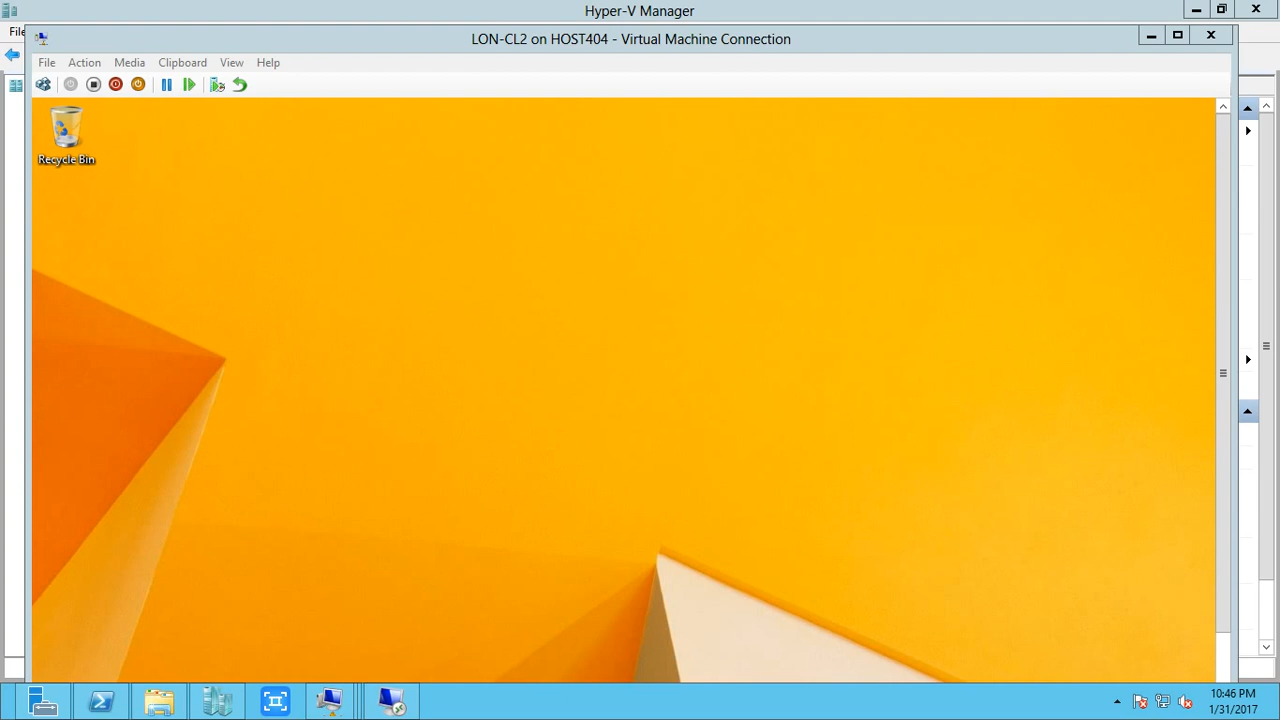 Hyper-V Manager
File
LON-CL2 on HOST404 - Virtual Machine Connection
File Action Media Clipboard View Help
Recycle Bin
10:46 PM
1/31/2017